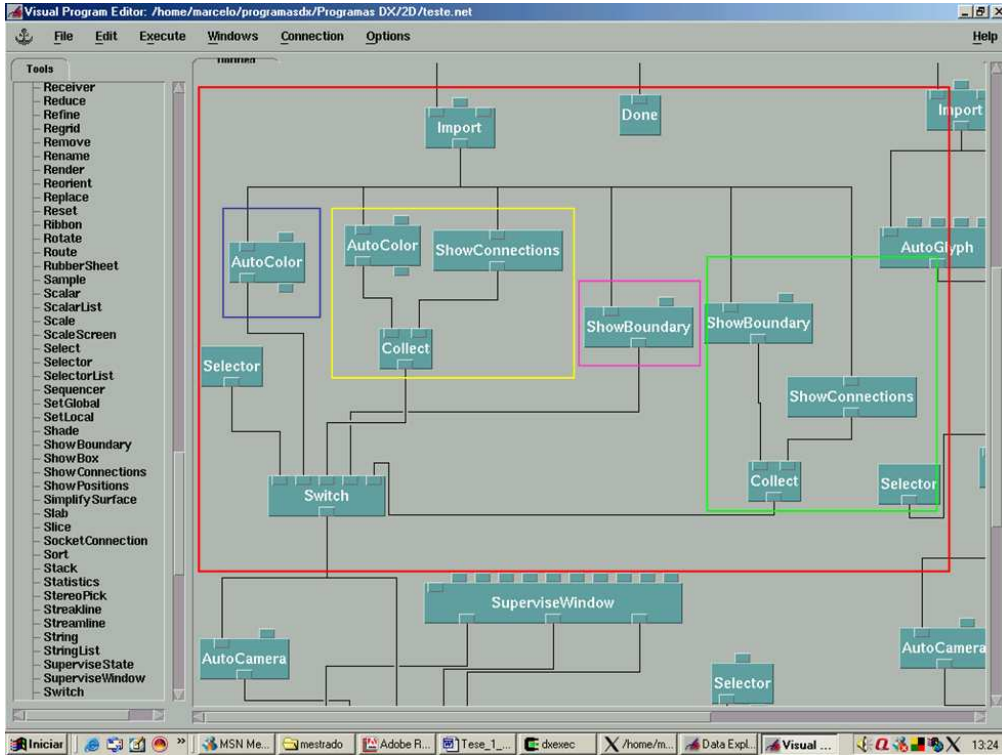 Visual Program Editor: /home/marcelo/programasdx/Programas DX/2D/teste.net
File Edit Execute Windows Connection Options Help
Tools
Receiver
Reduce
Refine
Regrid
Remove
Rename
Render
Reorient
Replace
Reset
Ribbon
Rotate
Route
RubberSheet
Sample
Scalar
ScalarList
Scale
ScaleScreen
Select
Selector
SelectorList
Sequencer
SetGlobal
SetLocal
Shade
ShowBoundary
ShowBox
ShowConnections
ShowPositions
SimplifySurface
Slab
Slice
SocketConnection
Sort
Stack
Statistics
StereoPick
Streakline
Streamline
String
StringList
SuperviseState
SuperviseWindow
Switch
Import
Done
Import
AutoColor
AutoColor
ShowConnections
AutoGlyph
ShowBoundary
ShowBoundary
Collect
Selector
ShowConnections
Switch
Collect
Selector
SuperviseWindow
AutoCamera
AutoCamera
Selector
Iniciar
»
MSN Me...
mestrado
Adobe R...
Tese_1_...
dxexec
/home/m...
Data Expl...
Visual ...
13:24